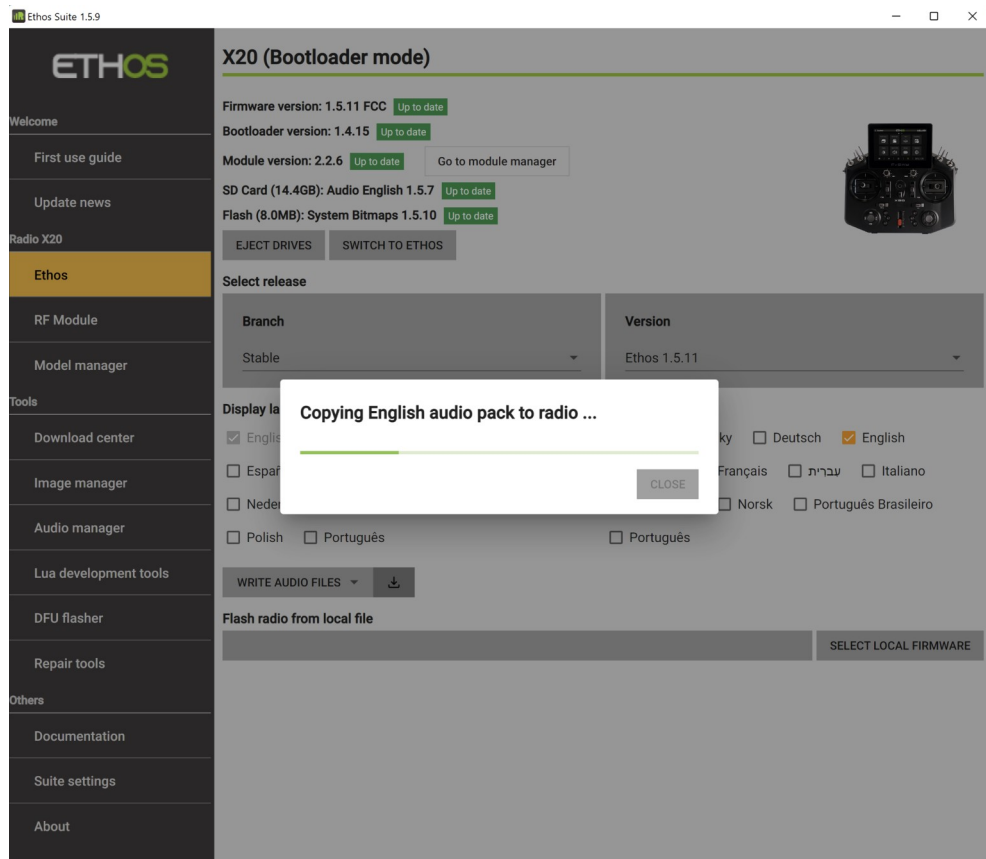 Ethos Suite 1.5.9
ETHOS
Welcome
First use guide
Update news
Radio X20
Ethos
RF Module
Model manager
Tools
Download center
Image manager
Audio manager
Lua development tools
DFU flasher
Repair tools
Others
Documentation
Suite settings
About
X20 (Bootloader mode)
Firmware version: 1.5.11 FCC Up to date
Bootloader version: 1.4.15 Up to date
Module version: 2.2.6 Up to date Go to module manager
SD Card (14.4GB): Audio English 1.5.7 Up to date
Flash (8.0MB): System Bitmaps 1.5.10 Up to date
EJECT DRIVES SWITCH TO ETHOS
Select release
Branch Version
Stable Ethos 1.5.11
Display la
Copying English audio pack to radio ...
CLOSE
Englis ky Deutsch English
Españ Français עברית Italiano
Neder Norsk Português Brasileiro
Polish Português Português
WRITE AUDIO FILES
Flash radio from local file
SELECT LOCAL FIRMWARE